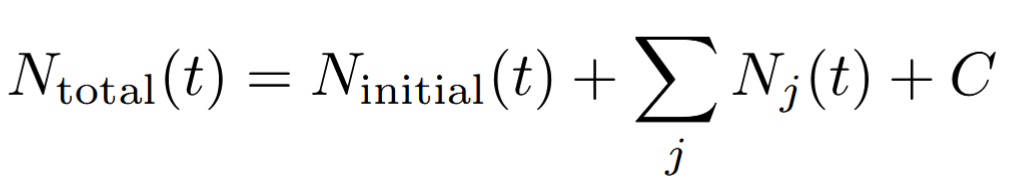 N_total(t) = N_initial(t) + ∑_j N_j(t) + C